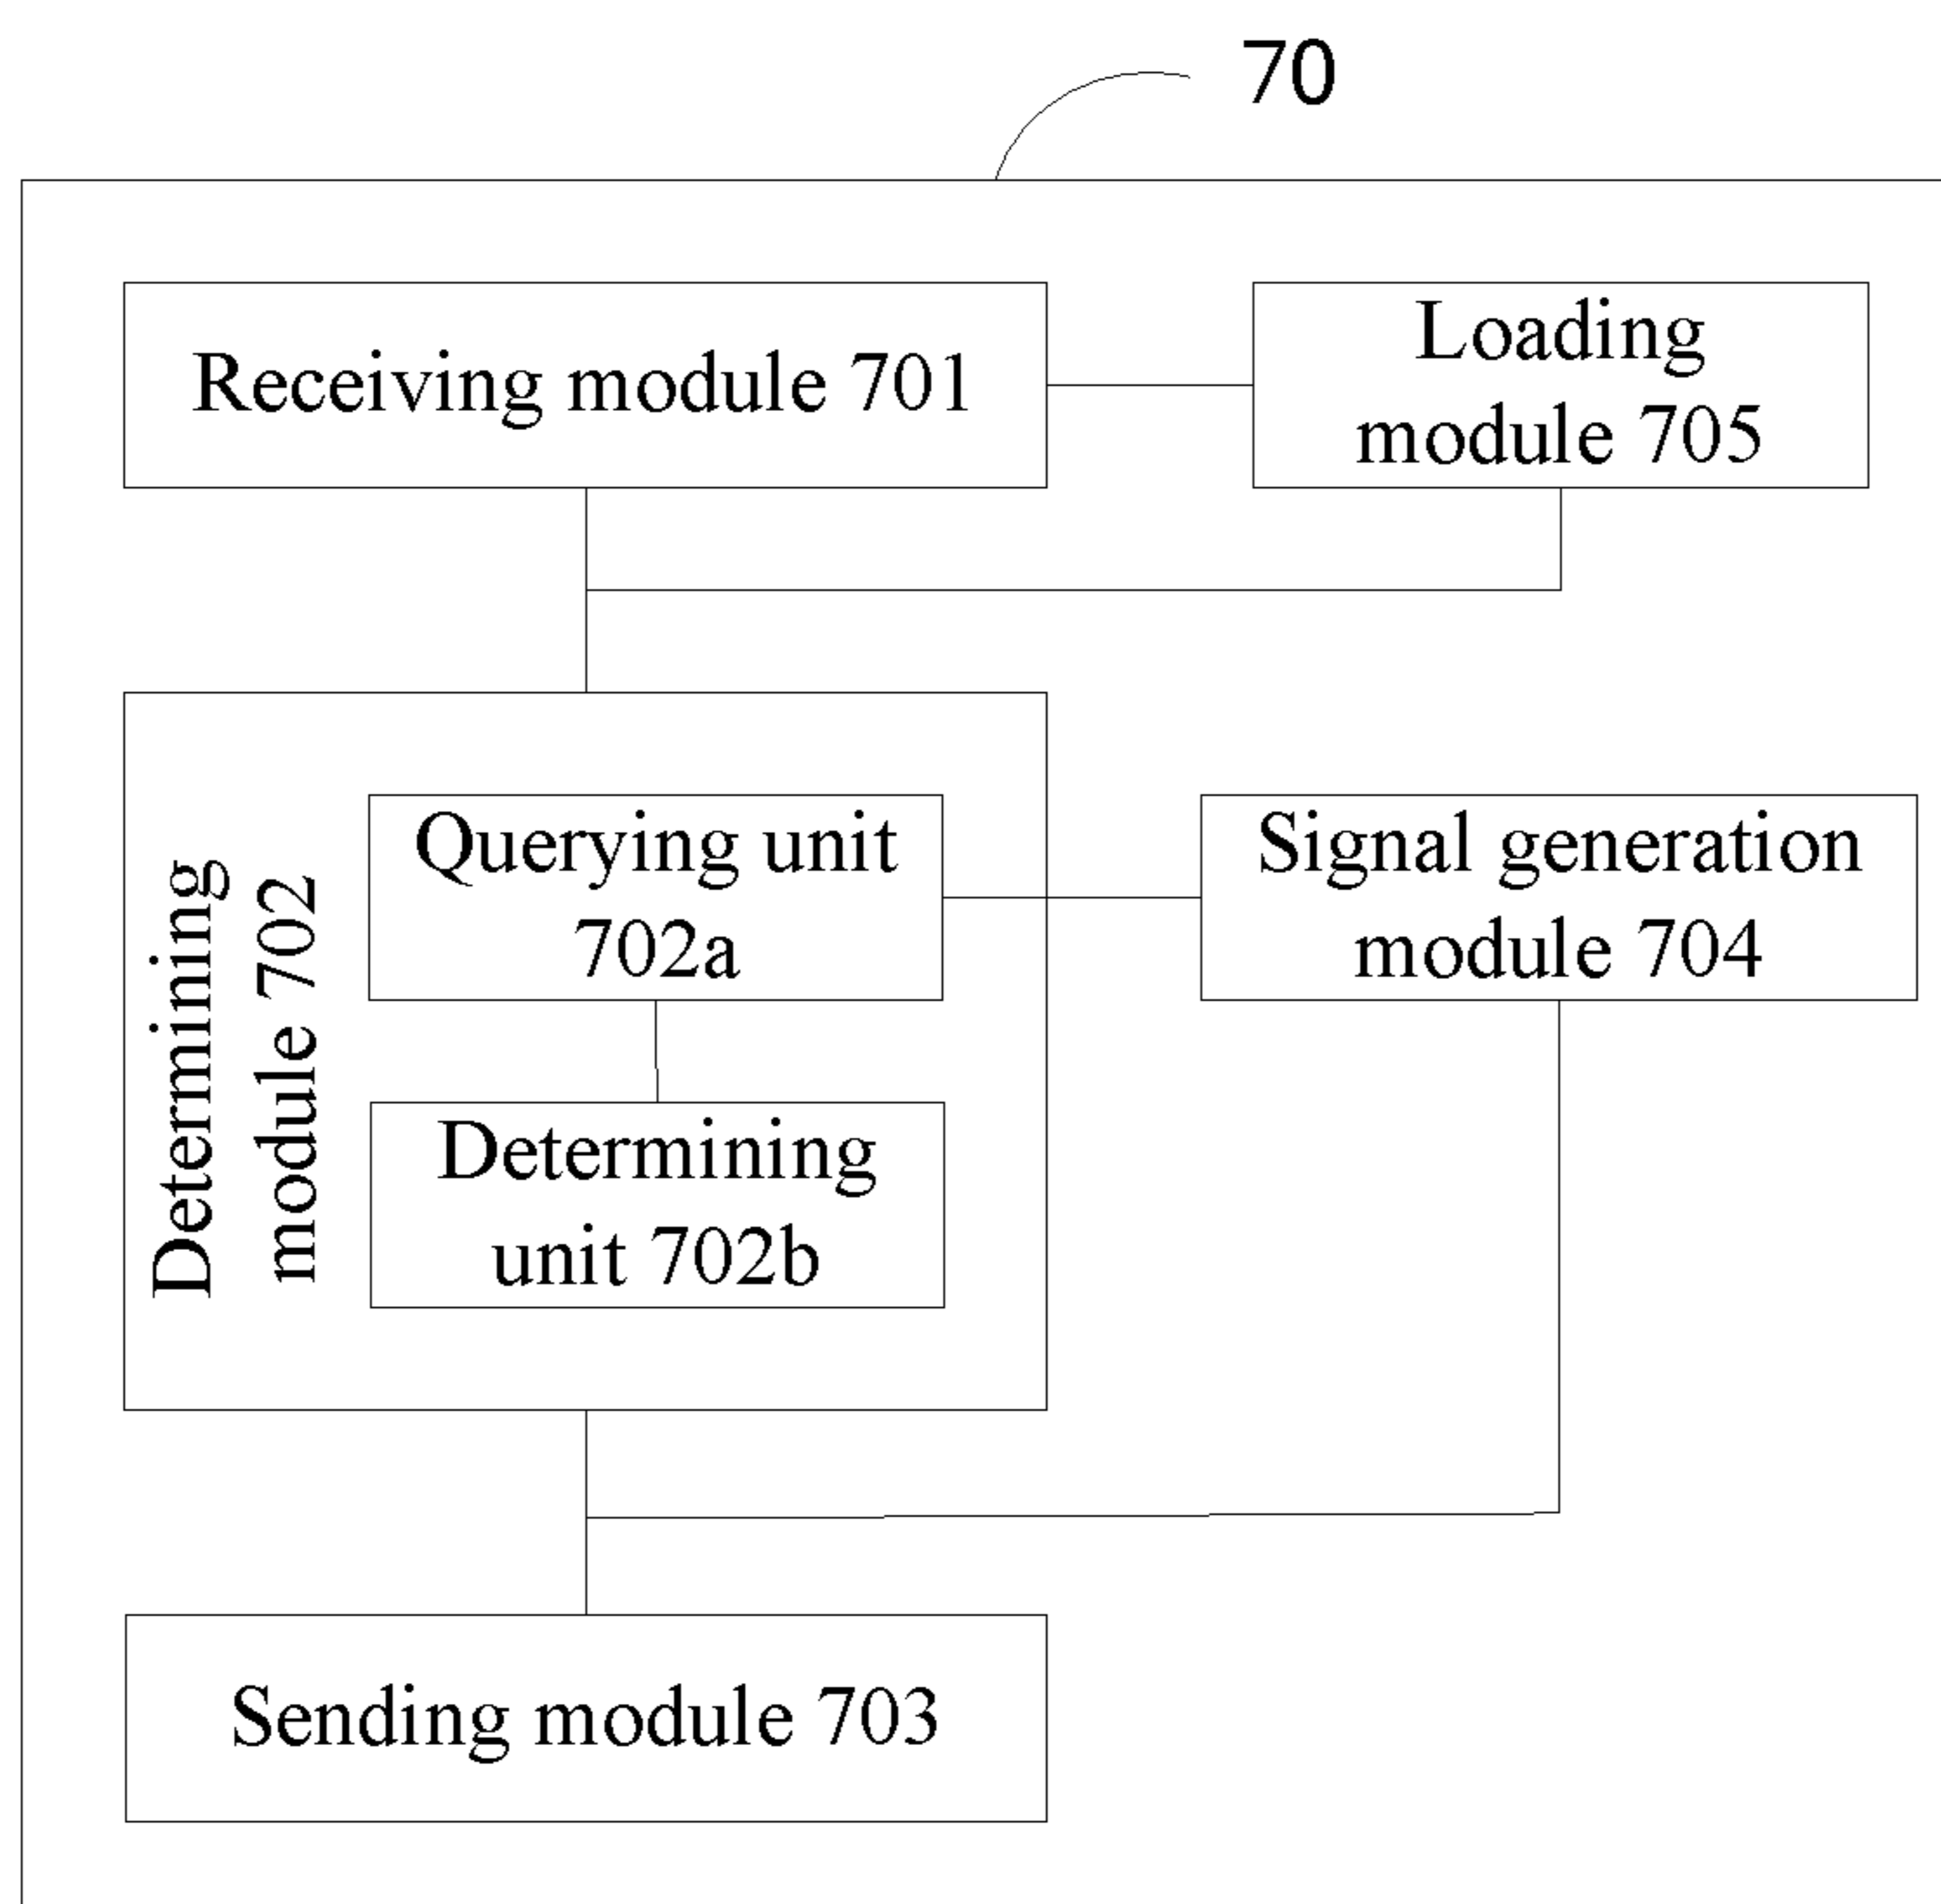 70
Receiving module 701
Loading
module 705
Determining
module 702
Querying unit
702a
Signal generation
module 704
Determining
unit 702b
Sending module 703